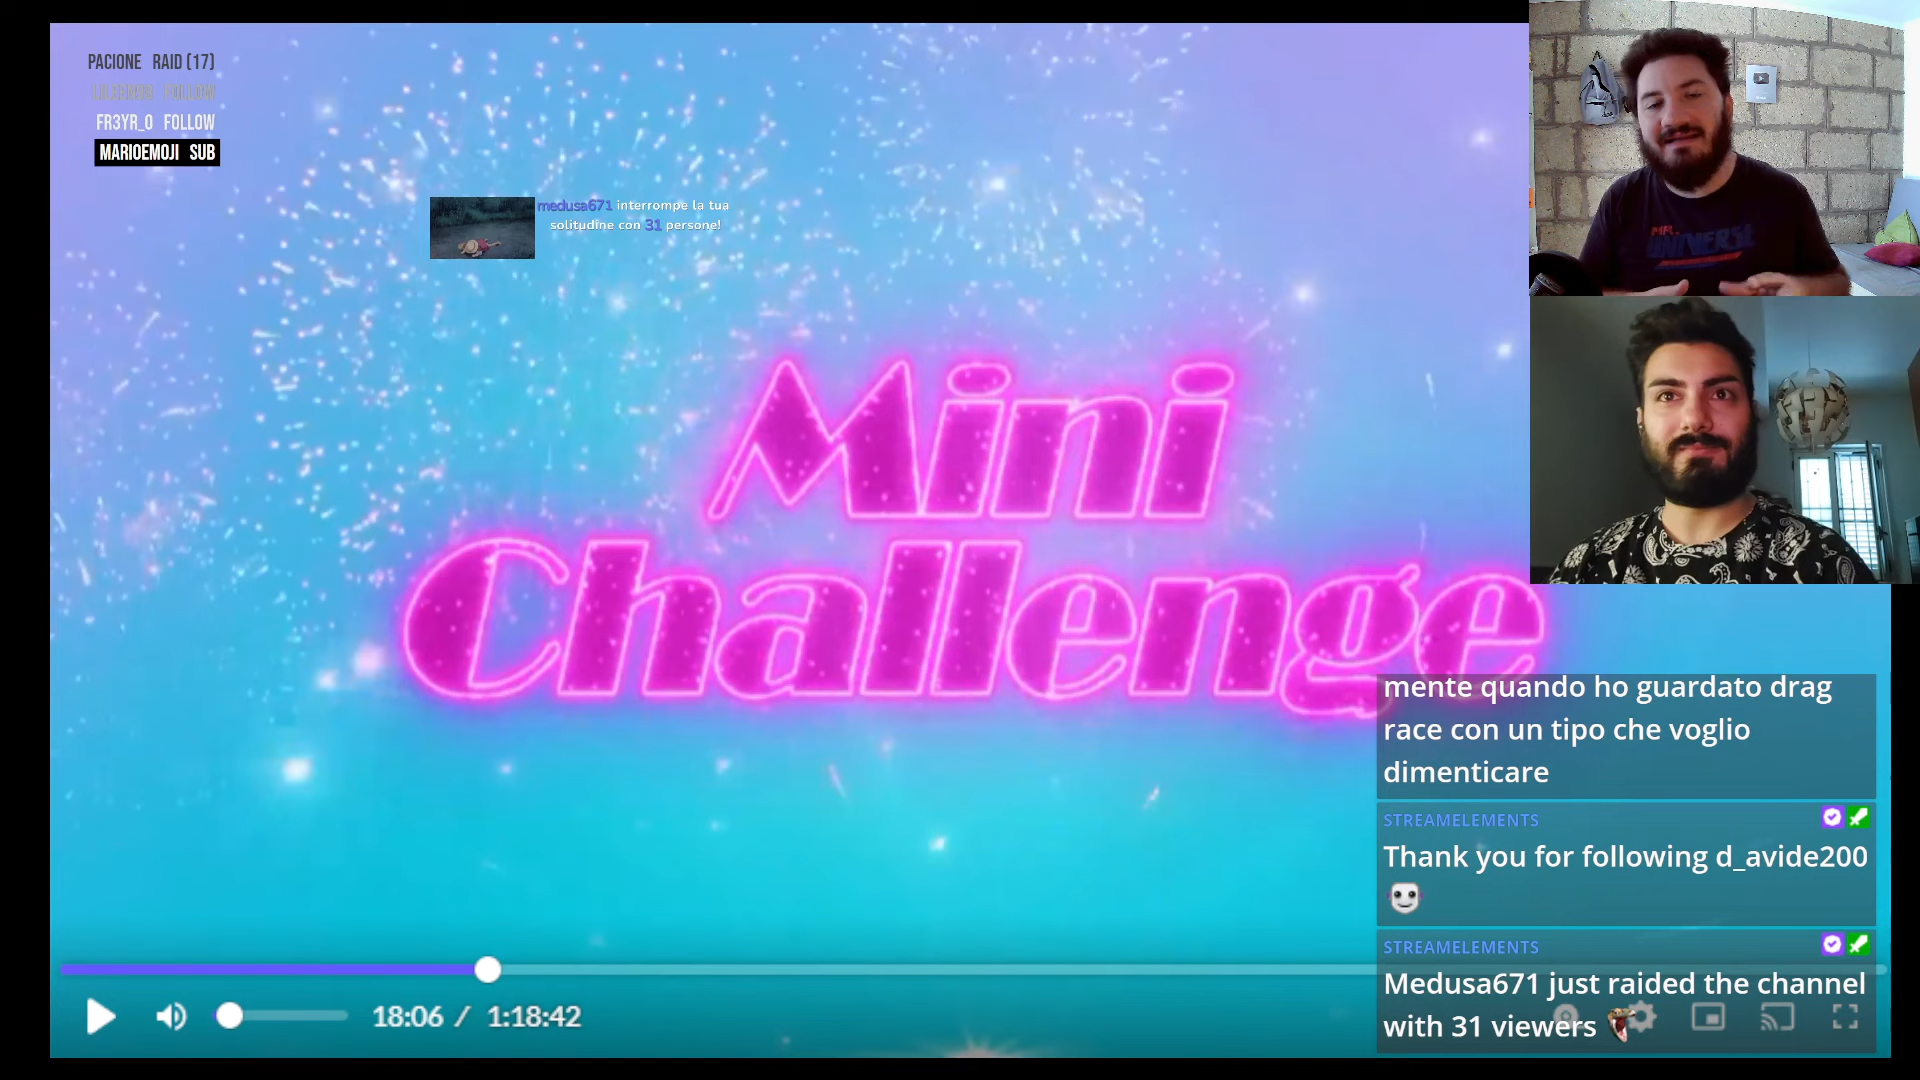 PACIONE RAID (17)
FOLLOW
FR3YR_0 FOLLOW
MARIOEMOJI SUB
medusa671 interrompe la tua
solitudine con 31 persone!
MR.
UNIVERSE
Mini
Challenge
mente quando ho guardato drag
race con un tipo che voglio
dimenticare
STREAMELEMENTS
Thank you for following d_avide200
STREAMELEMENTS
Medusa671 just raided the channel
with 31 viewers
18:06 / 1:18:42